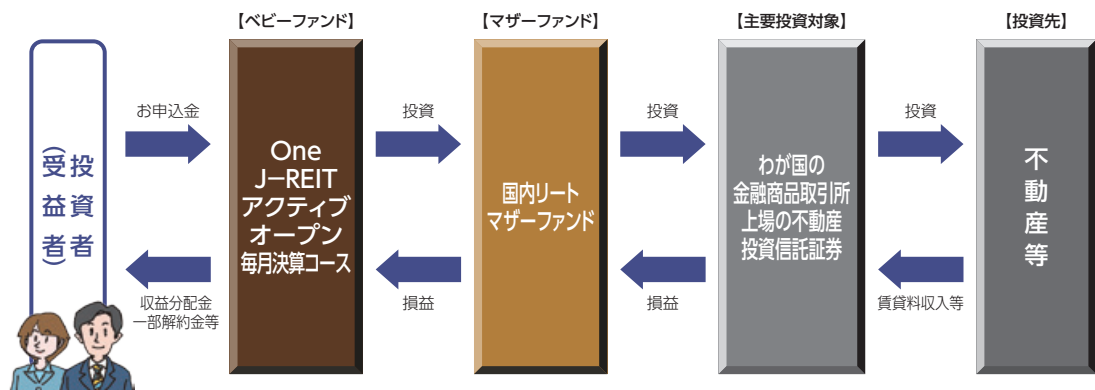 【ベビーファンド】
【マザーファンド】
【主要投資対象】
【投資先】
投資者
(受益者)
お申込金
収益分配金
一部解約金等
One
J−REIT
アクティブ
オープン
毎月決算コース
投資
損益
国内リート
マザーファンド
投資
損益
わが国の
金融商品取引所
上場の不動産
投資信託証券
投資
賃貸料収入等
不動産等